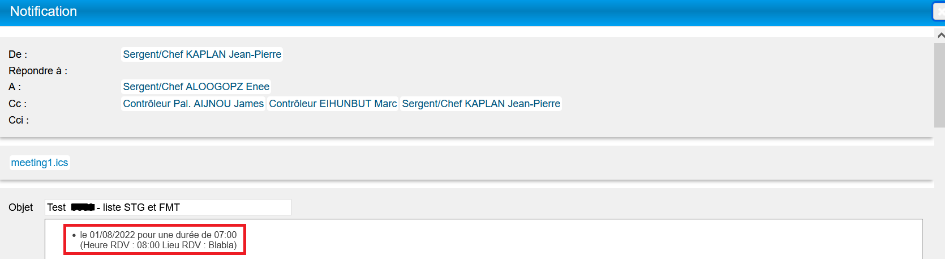 Notification
De : Sergent/Chef KAPLAN Jean-Pierre
Répondre à :
A : Sergent/Chef ALOOGOPZ Enee
Cc : Contrôleur Pal. AIJNOU James Contrôleur EIHUNBUT Marc Sergent/Chef KAPLAN Jean-Pierre
Cci :
meeting1.ics
Objet Test - liste STG et FMT
• le 01/08/2022 pour une durée de 07:00
(Heure RDV : 08:00 Lieu RDV : Blabla)